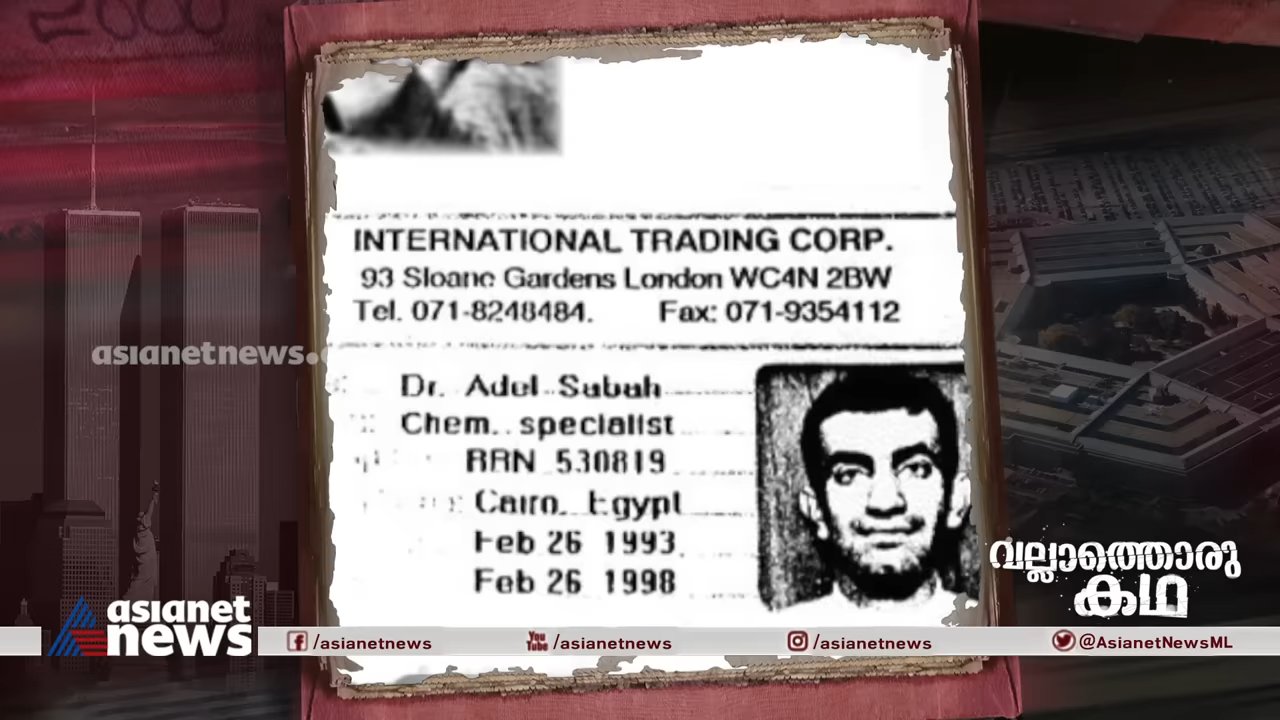 INTERNATIONAL TRADING CORP.
93 Sloane Gardens London WC4N 2BW
Tel. 071-8248484. Fax: 071-9354112
asianetnews.c
Dr. Adel Sabah
Chem. specialist
RRN 530819
Cairo, Egypt
Feb 26 1993
Feb 26 1998
വല്ലാത്തൊരു
കഥ
asianet
news
/asianetnews
You
Tube
/asianetnews
/asianetnews
@AsianetNewsML